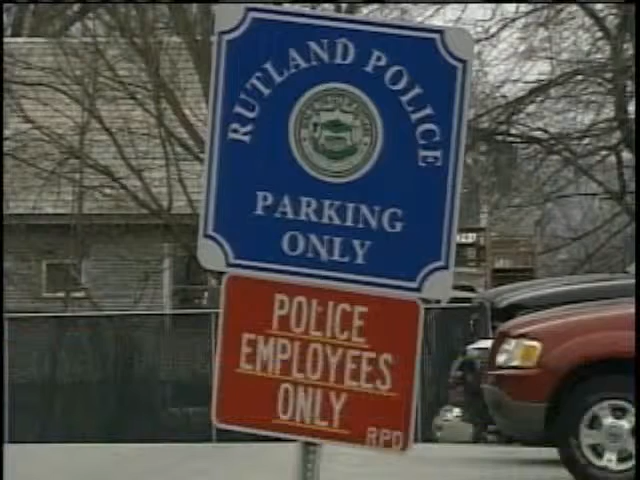 RUTLAND POLICE
PARKING
ONLY
POLICE
EMPLOYEES
ONLY
RPD